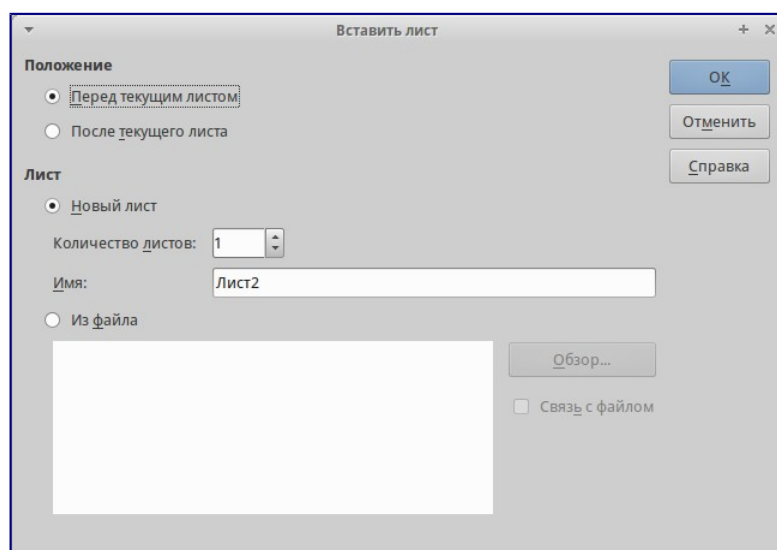 Вставить лист
Положение
Перед текущим листом
После текущего листа
Лист
Новый лист
Количество листов: 1
Имя: Лист2
Из файла
Обзор...
Связь с файлом
ОК
Отменить
Справка